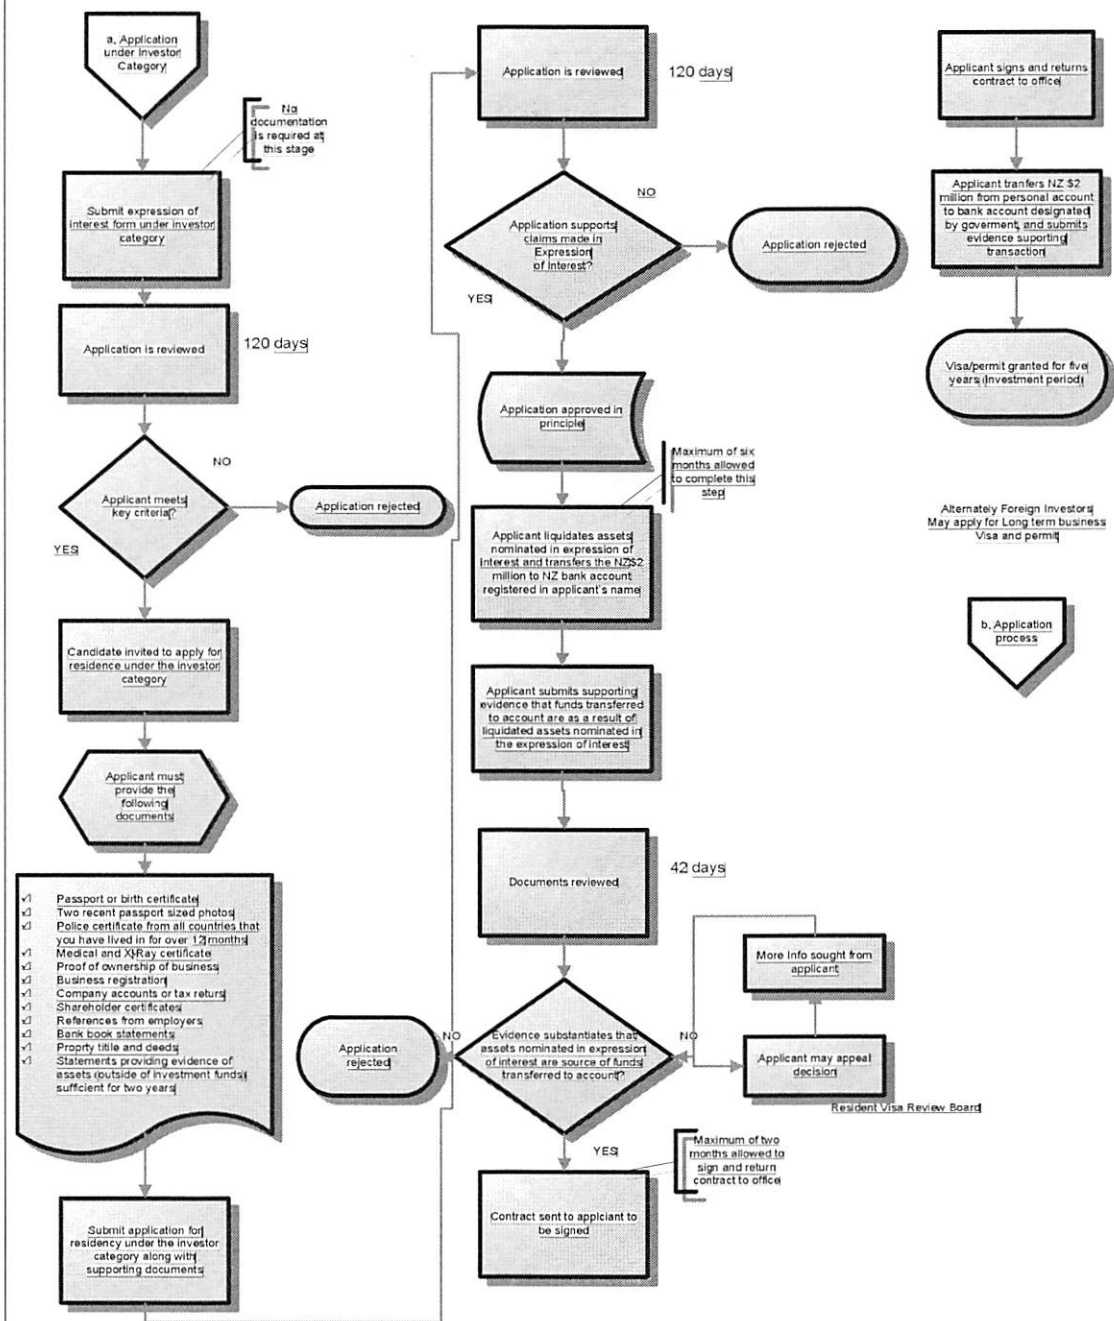 a. Application
under Investor
Category
No
documentation
is required at
this stage
Submit expression of
interest form under investor
category
Application is reviewed
120 days
Applicant meets
key criteria?
NO
Application rejected
YES
Candidate invited to apply for
residence under the investor
category
Applicant must
provide the
following
documents
Passport or birth certificate
Two recent passport sized photos
Police certificate from all countries that
you have lived in for over 12 months
Medical and X-Ray certificate
Proof of ownership of business
Business registration
Company accounts or tax returs
Shareholder certificates
References from employers
Bank book statements
Proprty titile and deeds
Statements providing evidence of
assets (outside of investment funds)
sufficient for two years
Submit application for
residency under the investor
category along with
supporting documents
Application is reviewed
120 days
Application supports
claims made in
Expression
of Interest?
NO
Application rejected
YES
Application approved in
principle
Maximum of six
months allowed
to complete this
step
Applicant liquidates assets
nominated in expression of
Interest and transfers the NZ$2
million to NZ bank account
registered in applicant's name
Applicant submits supporting
evidence that funds transferred
to account are as a result of
liquidated assets nominated in
the expression of interest
Documents reviewed
42 days
More Info sought from
applicant
Evidence substantiates that
assets nominated in expression
of interest are source of funds
transferred to account?
NO
Application
rejected
NO
Applicant may appeal
decision
Resident Visa Review Board
YES
Maximum of two
months allowed to
sign and return
contract to office
Contract sent to appliciant to
be signed
Applicant signs and returns
contract to office
Applicant tranfers NZ $2
million from personal account
to bank account designated
by goverment, and submits
evidence suporting
transaction
Visa/permit granted for five
years (Investment period)
Alternately Foreign Investors
May apply for Long term business
Visa and permit
b. Application
process